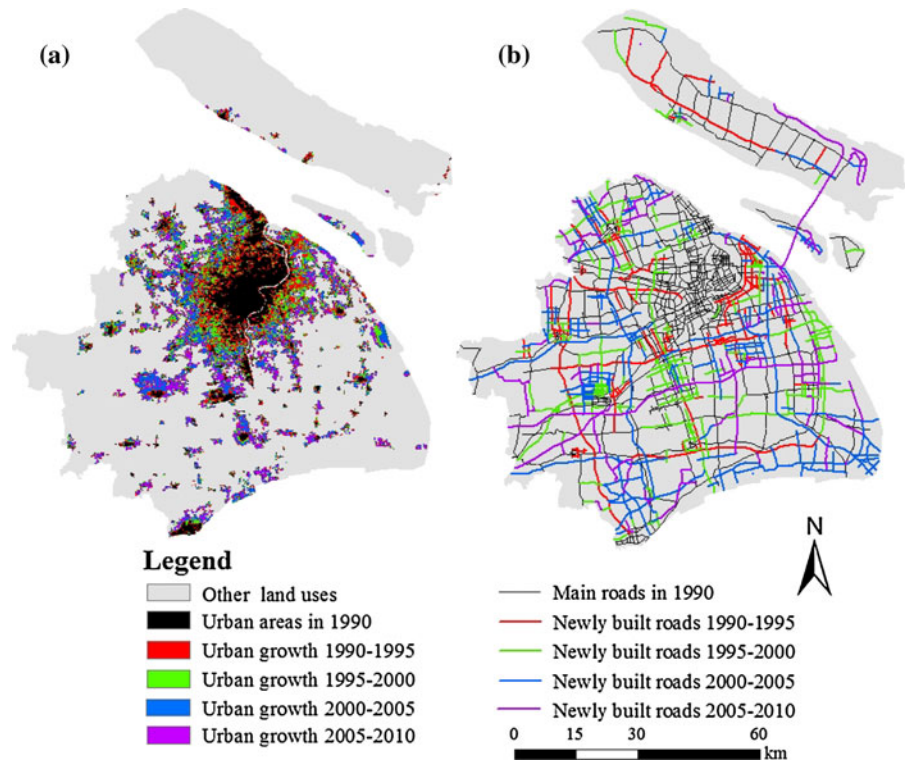 (a)
(b)
Legend
Other land uses
Urban areas in 1990
Urban growth 1990-1995
Urban growth 1995-2000
Urban growth 2000-2005
Urban growth 2005-2010
N
Main roads in 1990
Newly built roads 1990-1995
Newly built roads 1995-2000
Newly built roads 2000-2005
Newly built roads 2005-2010
0 15 30 60
km